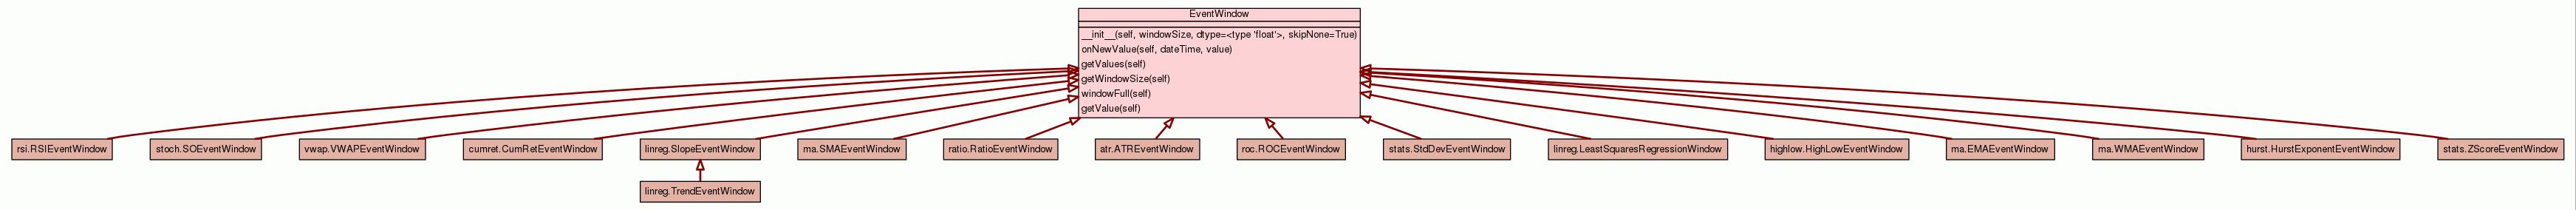 EventWindow
__init__(self, windowSize, dtype=<type 'float'>, skipNone=True)
onNewValue(self, dateTime, value)
getValues(self)
getWindowSize(self)
windowFull(self)
getValue(self)
rsi.RSIEventWindow
stoch.SOEventWindow
vwap.VWAPEventWindow
cumret.CumRetEventWindow
linreg.SlopeEventWindow
ma.SMAEventWindow
ratio.RatioEventWindow
atr.ATREventWindow
roc.ROCEventWindow
stats.StdDevEventWindow
linreg.LeastSquaresRegressionWindow
highlow.HighLowEventWindow
ma.EMAEventWindow
ma.WMAEventWindow
hurst.HurstExponentEventWindow
stats.ZScoreEventWindow
linreg.TrendEventWindow